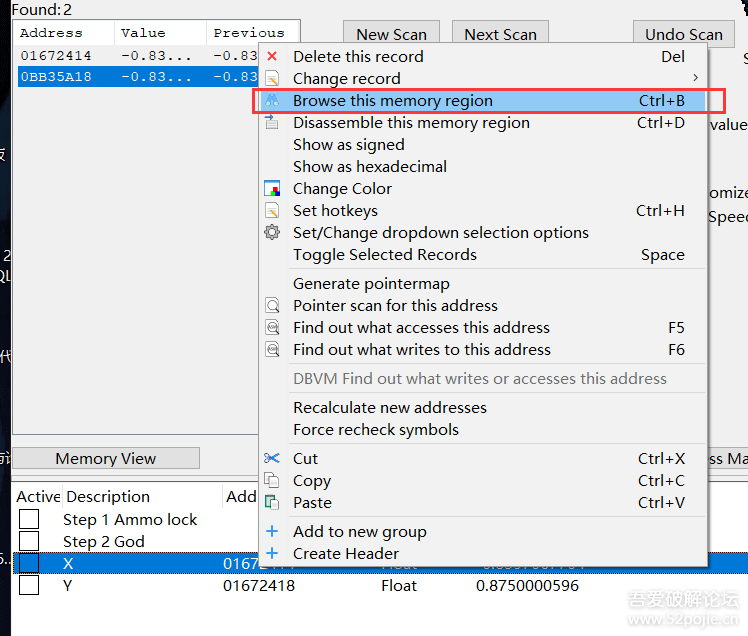 Found:2
Address Value Previous
New Scan Next Scan Undo Scan
01672414 -0.83... -0.83
0BB35A18 -0.83... -0.83
Delete this record Del
Change record
Browse this memory region Ctrl+B
Disassemble this memory region Ctrl+D
value
Show as signed
Show as hexadecimal
Change Color
omize
Set hotkeys Ctrl+H
Speed
Set/Change dropdown selection options
Toggle Selected Records Space
Generate pointermap
Pointer scan for this address
Find out what accesses this address F5
Find out what writes to this address F6
DBVM Find out what writes or accesses this address
Recalculate new addresses
Force recheck symbols
Memory View
Cut Ctrl+X
Copy Ctrl+C
Paste Ctrl+V
Active Description Add
Step 1 Ammo lock
Add to new group
Step 2 God
Create Header
X
Y 01672418 Float 0.8750000596
吾爱破解论坛
www.52pojie.cn